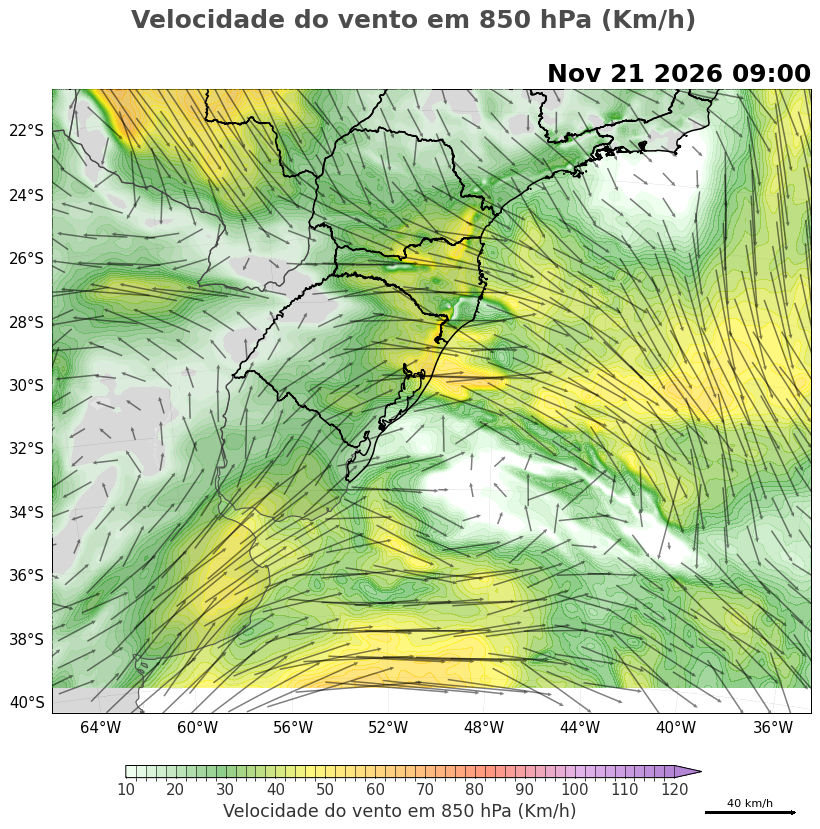 Velocidade do vento em 850 hPa (Km/h)
Nov 21 2026 09:00
22°S
24°S
26°S
28°S
30°S
32°S
34°S
36°S
38°S
40°S
64°W 60°W 56°W 52°W 48°W 44°W 40°W 36°W
10 20 30 40 50 60 70 80 90 100 110 120
Velocidade do vento em 850 hPa (Km/h)
40 km/h